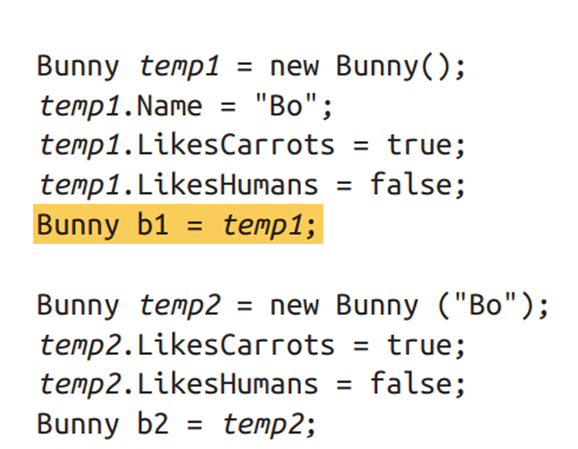 Bunny temp1 = new Bunny();
temp1.Name = "Bo";
temp1.LikesCarrots = true;
temp1.LikesHumans = false;
Bunny b1 = temp1;
Bunny temp2 = new Bunny ("Bo");
temp2.LikesCarrots = true;
temp2.LikesHumans = false;
Bunny b2 = temp2;